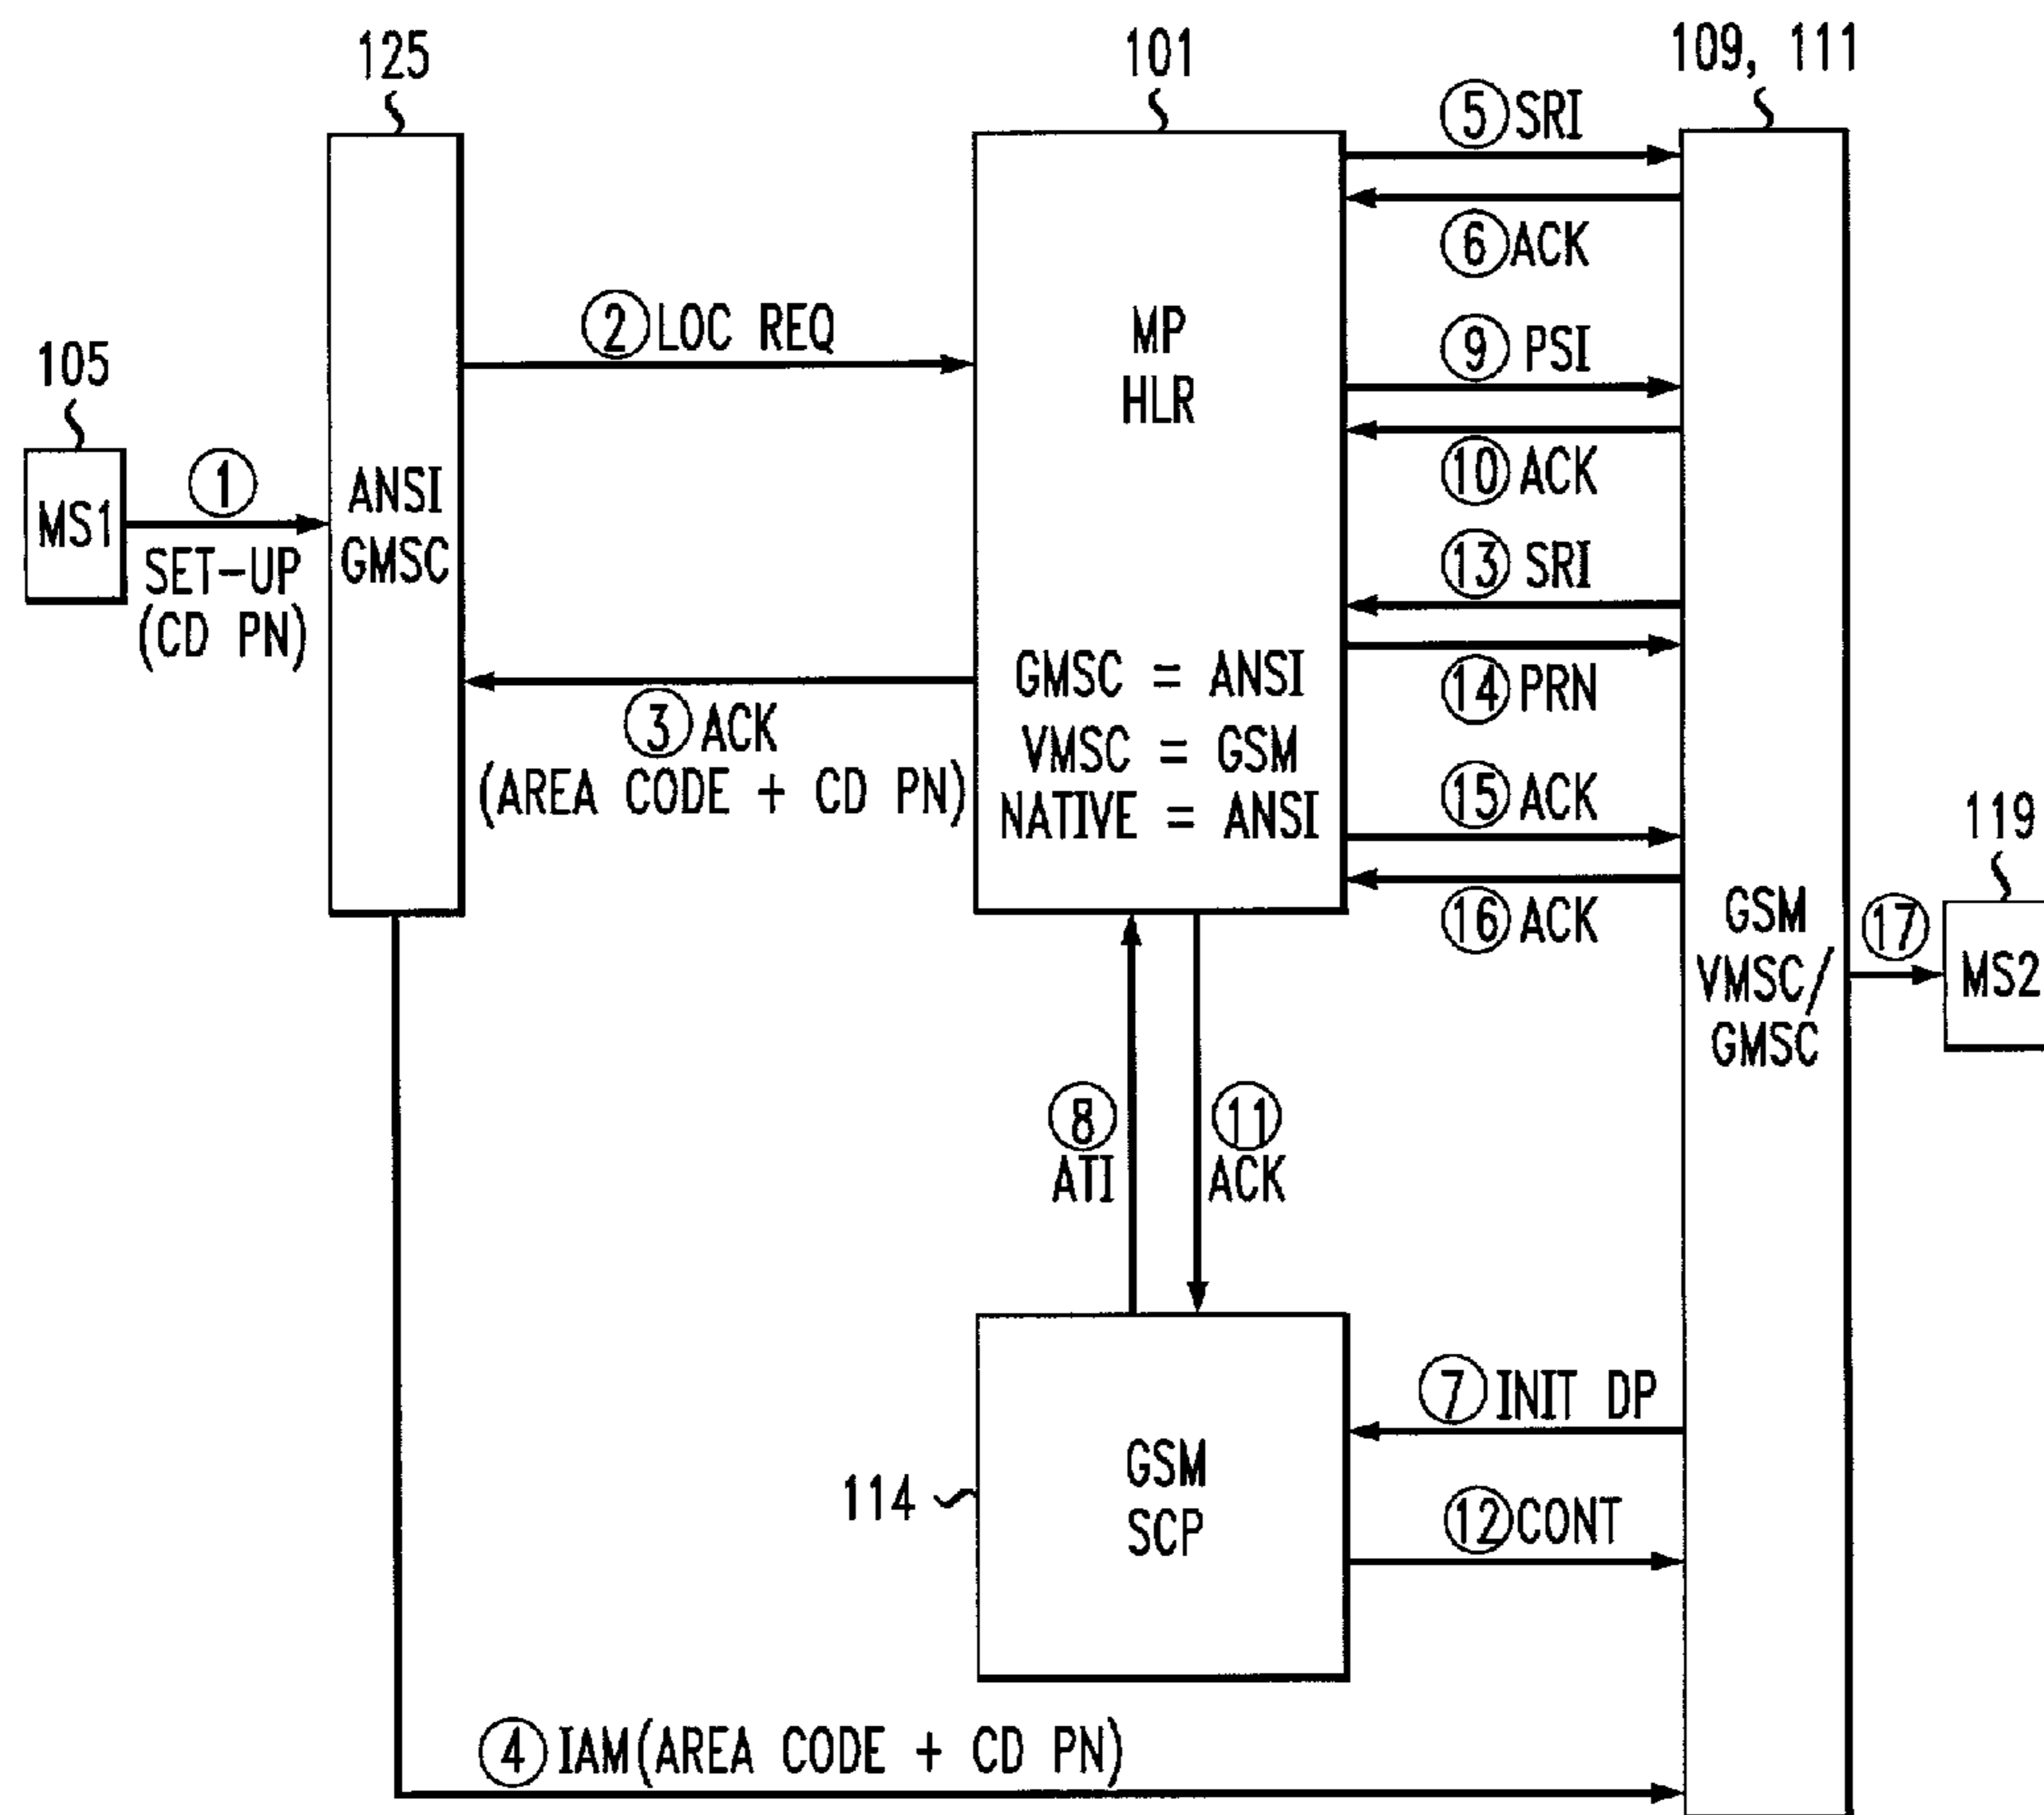 125
101
109, 111
⑤ SRI
⑥ ACK
② LOC REQ
MP
HLR
⑨ PSI
105
⑩ ACK
①
MS1
ANSI
GMSC
SET-UP
(CD PN)
⑬ SRI
GMSC = ANSI
VMSC = GSM
NATIVE = ANSI
⑭ PRN
③ ACK
(AREA CODE + CD PN)
⑮ ACK
119
⑯ ACK
GSM
VMSC/
GMSC
⑰
MS2
⑧
ATI
⑪
ACK
⑦ INIT DP
114
GSM
SCP
⑫ CONT
④ IAM (AREA CODE + CD PN)